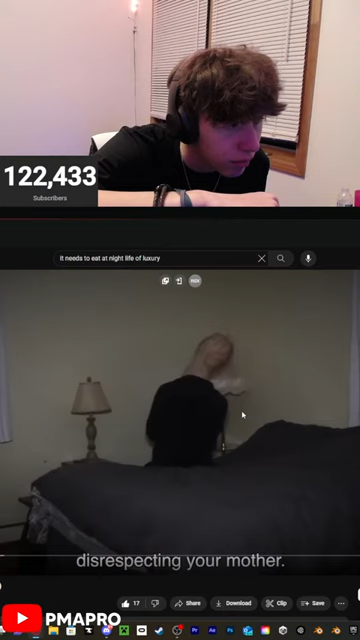 122,433
Subscribers
It needs to eat at night life of luxury
disrespecting your mother.
17
Share
Download
Clip
Save
PMAPRO